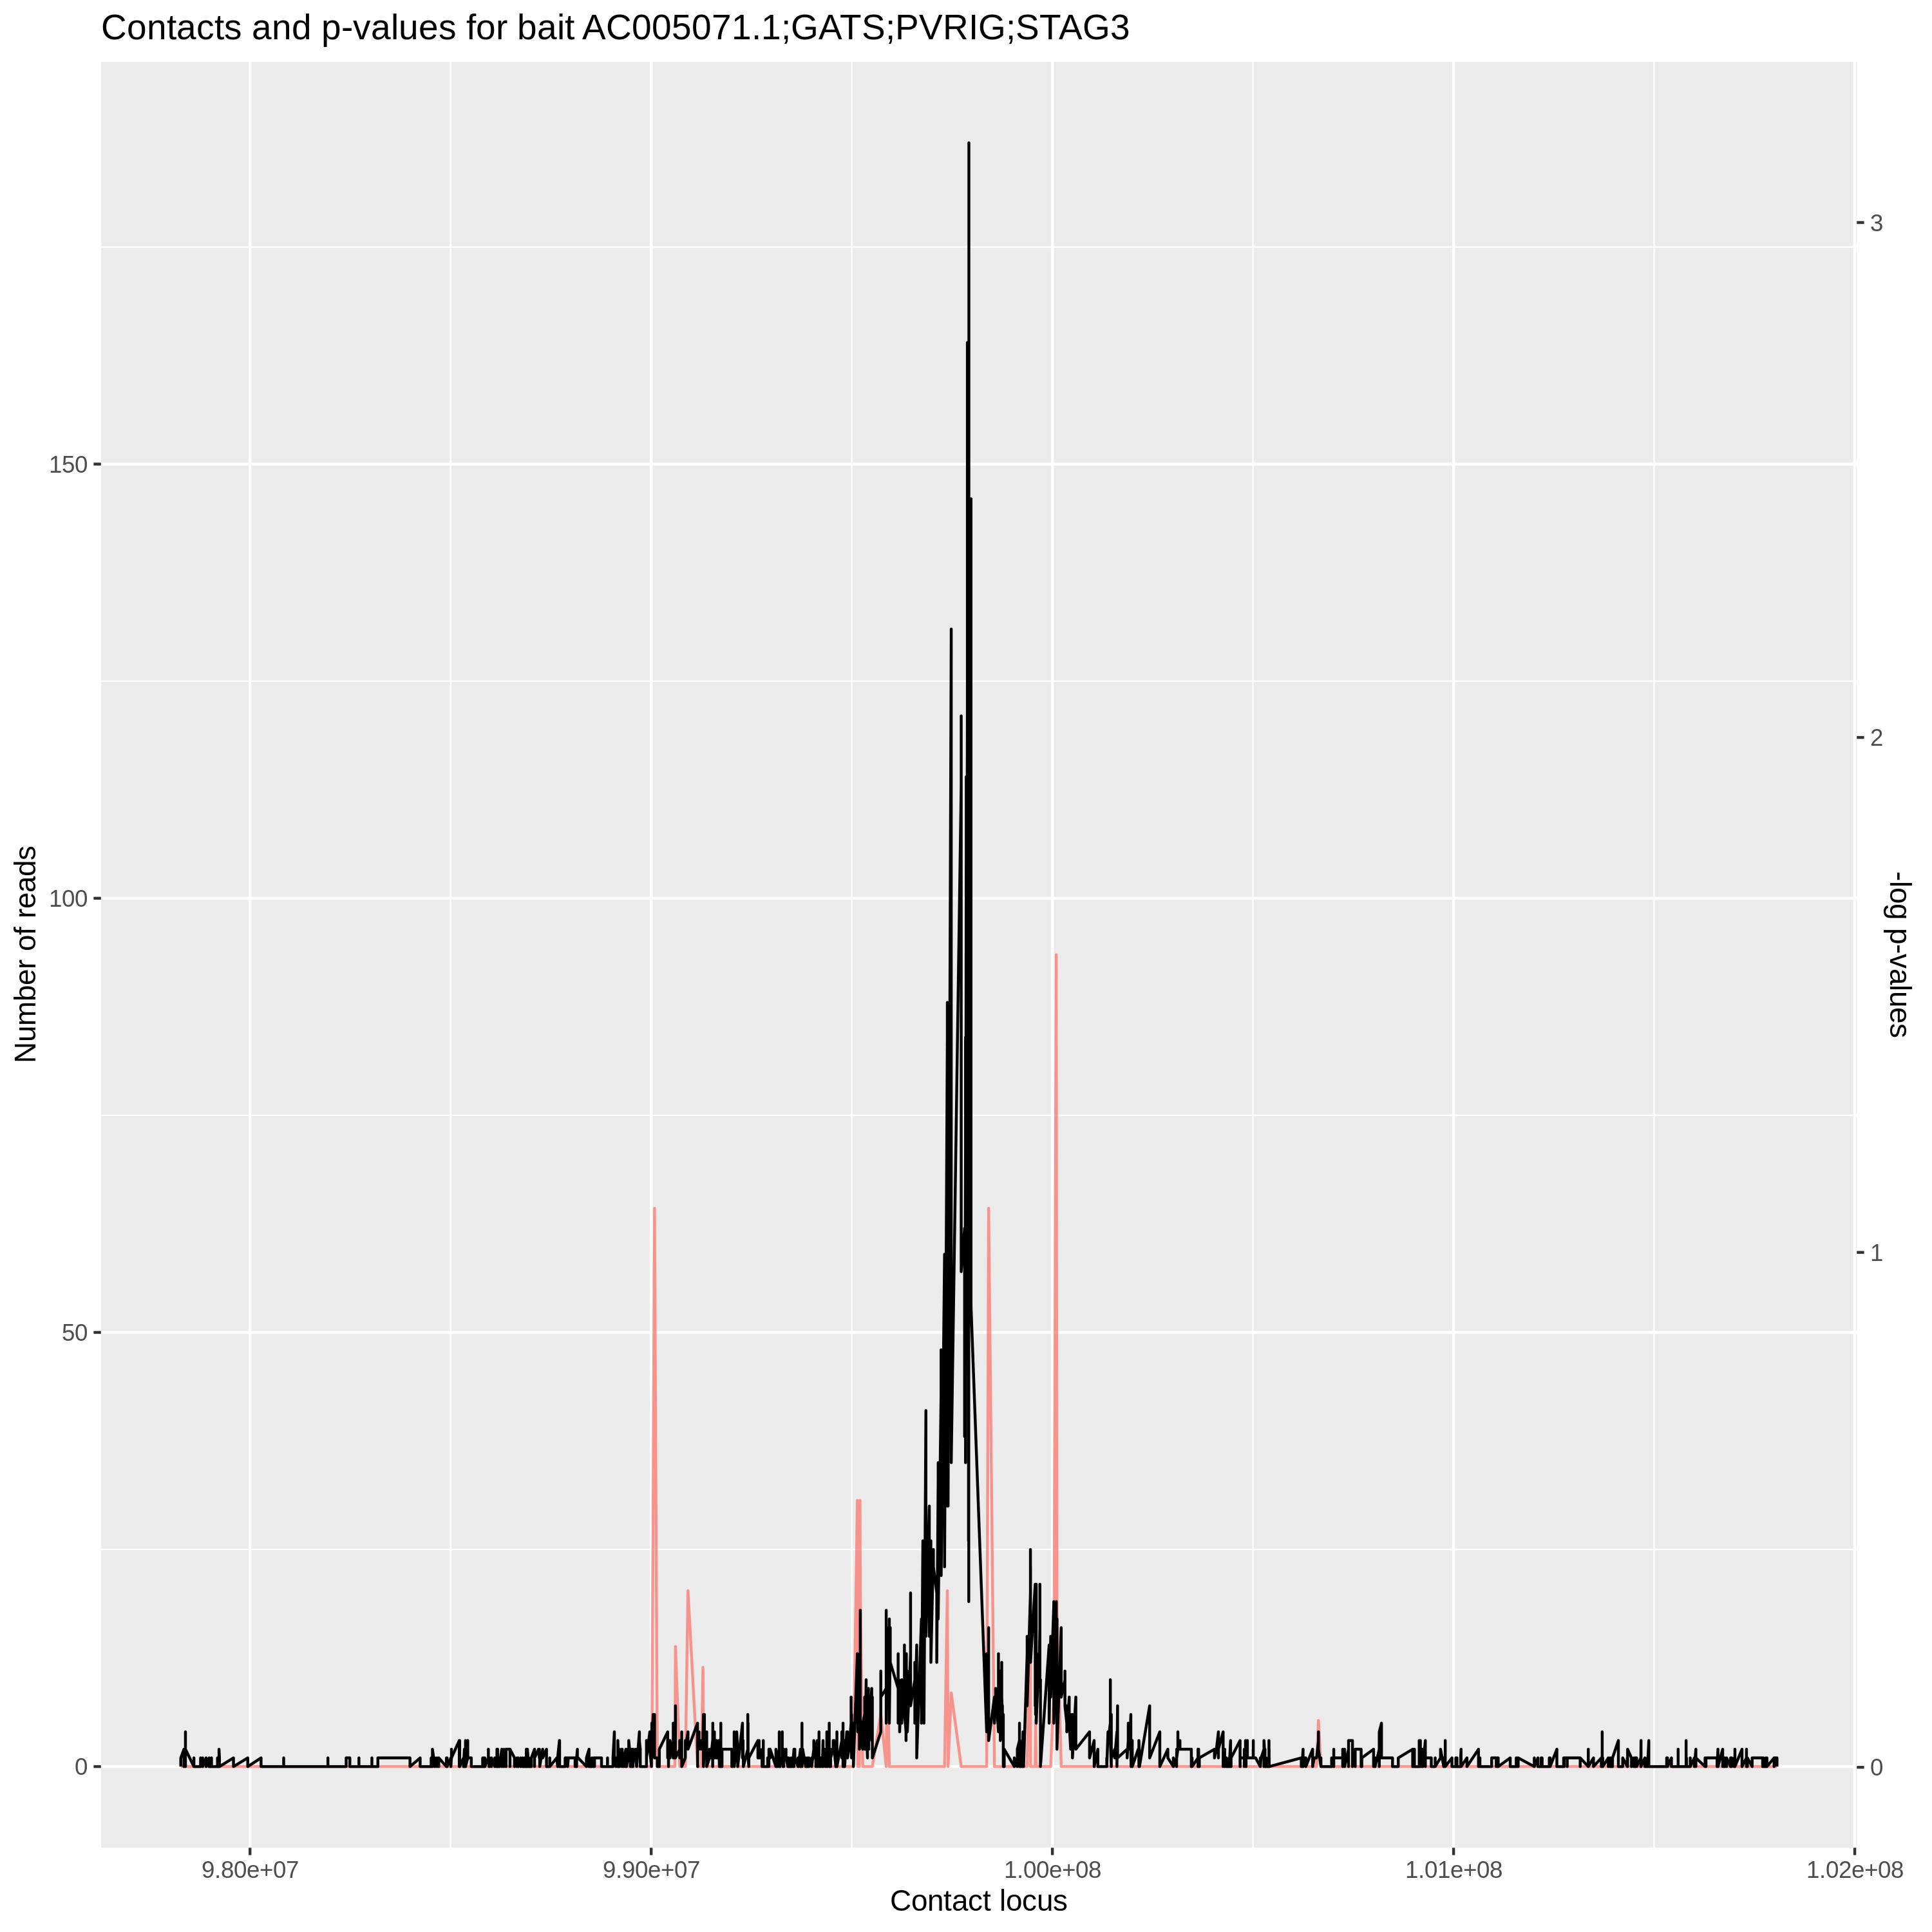 Contacts and p-values for bait AC005071.1;GATS;PVRIG;STAG3
150
100
50
0
Number of reads
3
2
1
0
-log p-values
9.80e+07
9.90e+07
1.00e+08
1.01e+08
1.02e+08
Contact locus